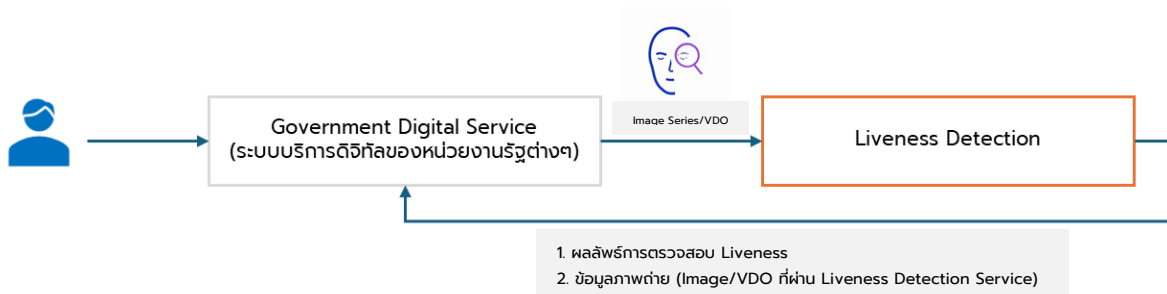 Image Series/VDO
Government Digital Service
(ระบบบริการดิจิทัลของหน่วยงานรัฐต่างๆ)
Liveness Detection
1. ผลลัพธ์การตรวจสอบ Liveness
2. ข้อมูลภาพถ่าย (Image/VDO ที่ผ่าน Liveness Detection Service)